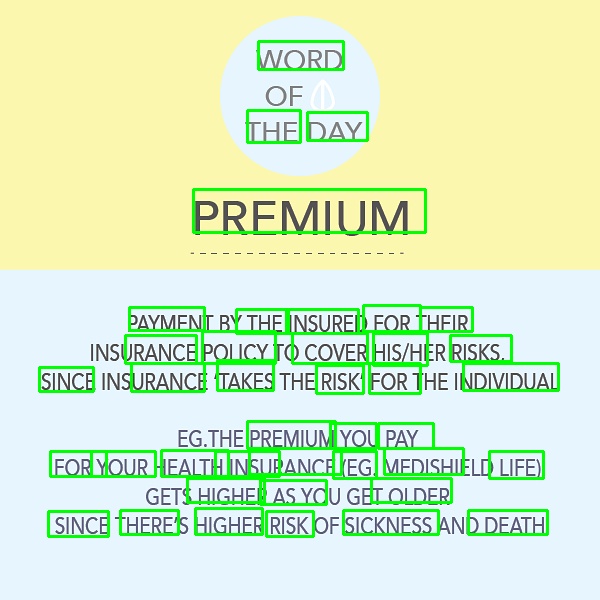 WORD
OF
THE DAY
PREMIUM
PAYMENT BY THE INSURED FOR THEIR
INSURANCE POLICY TO COVER HIS/HER RISKS.
SINCE INSURANCE 'TAKES THE RISK' FOR THE INDIVIDUAL
EG.THE PREMIUM YOU PAY
FOR YOUR HEALTH INSURANCE (EG. MEDISHIELD LIFE)
GETS HIGHER AS YOU GET OLDER
SINCE THERE'S HIGHER RISK OF SICKNESS AND DEATH